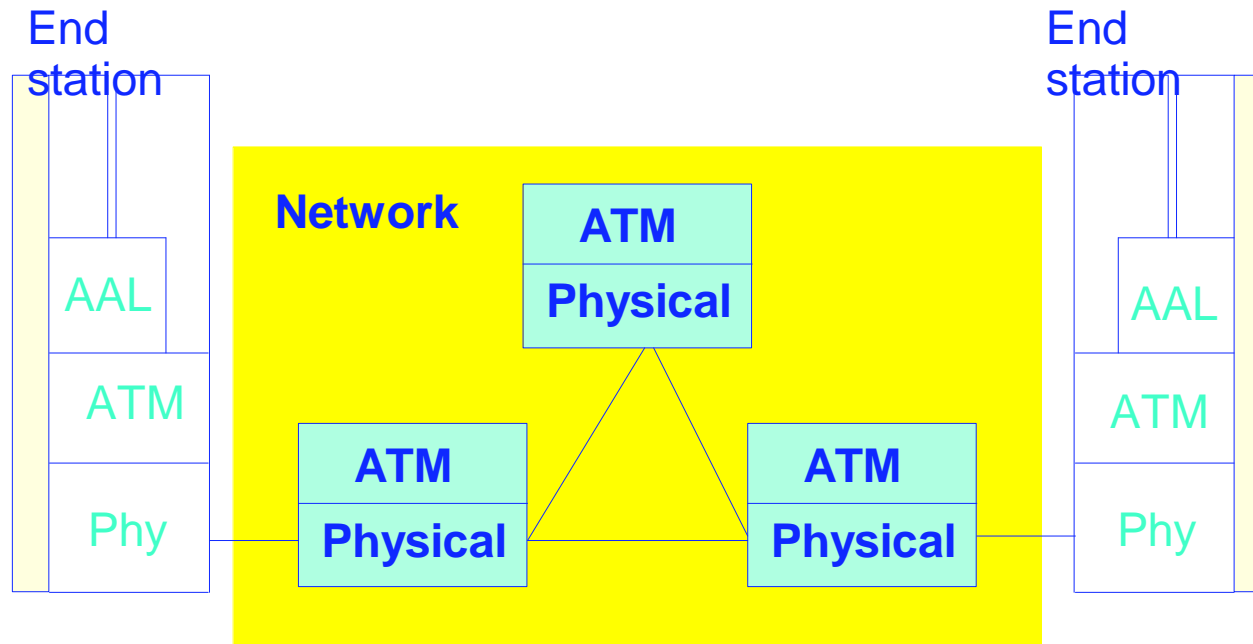 End
station
End
station
Network
ATM
Physical
AAL
ATM
Phy
ATM
Physical
ATM
Physical
AAL
ATM
Phy